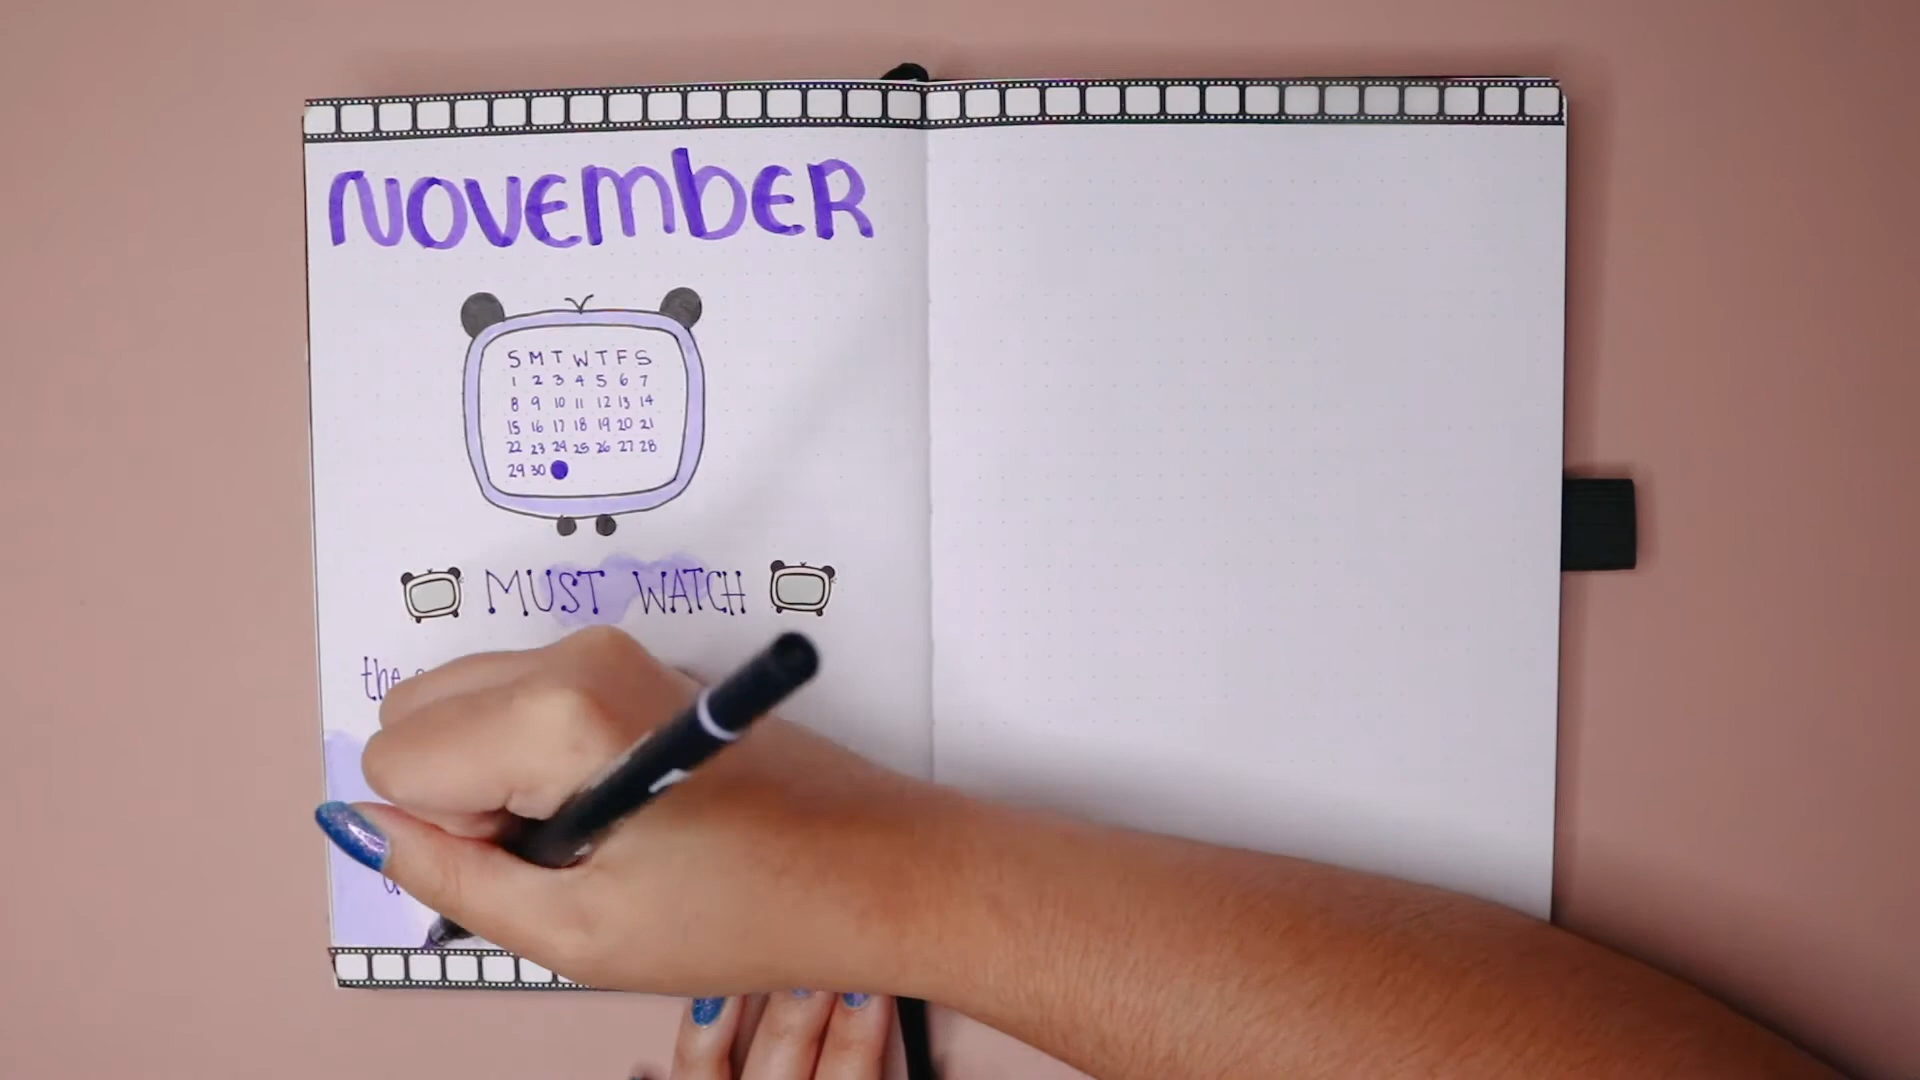 NOVEMBER
S M T W T F S
1 2 3 4 5 6 7
8 9 10 11 12 13 14
15 16 17 18 19 20 21
22 23 24 25 26 27 28
29 30
MUST WATCH
the